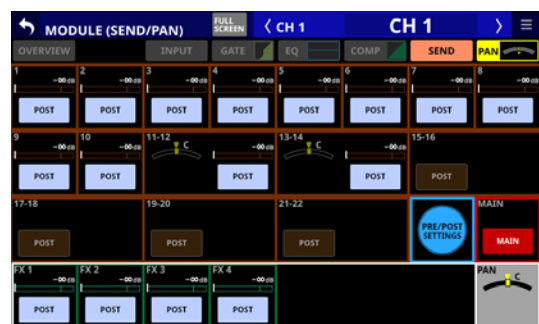 MODULE (SEND/PAN)
FULL SCREEN
CH 1
CH 1
OVERVIEW INPUT GATE EQ COMP SEND PAN
1 -∞ dB 2 -∞ dB 3 -∞ dB 4 -∞ dB 5 -∞ dB 6 -∞ dB 7 -∞ dB 8 -∞ dB
POST POST POST POST POST POST POST POST
9 -∞ dB 10 -∞ dB 11-12 C -∞ dB 13-14 C -∞ dB 15-16
POST POST POST POST POST
17-18 19-20 21-22 MAIN
PRE/POST
SETTINGS
POST POST POST MAIN
FX 1 -∞ dB FX 2 -∞ dB FX 3 -∞ dB FX 4 -∞ dB PAN C
POST POST POST POST